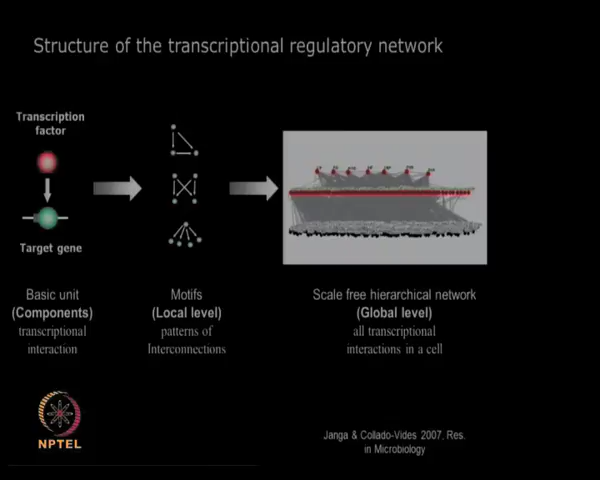 Structure of the transcriptional regulatory network
Transcription
factor
Target gene
Basic unit
(Components)
transcriptional
interaction
Motifs
(Local level)
patterns of
Interconnections
Scale free hierarchical network
(Global level)
all transcriptional
interactions in a cell
NPTEL
Janga & Collado-Vides 2007, Res.
in Microbiology